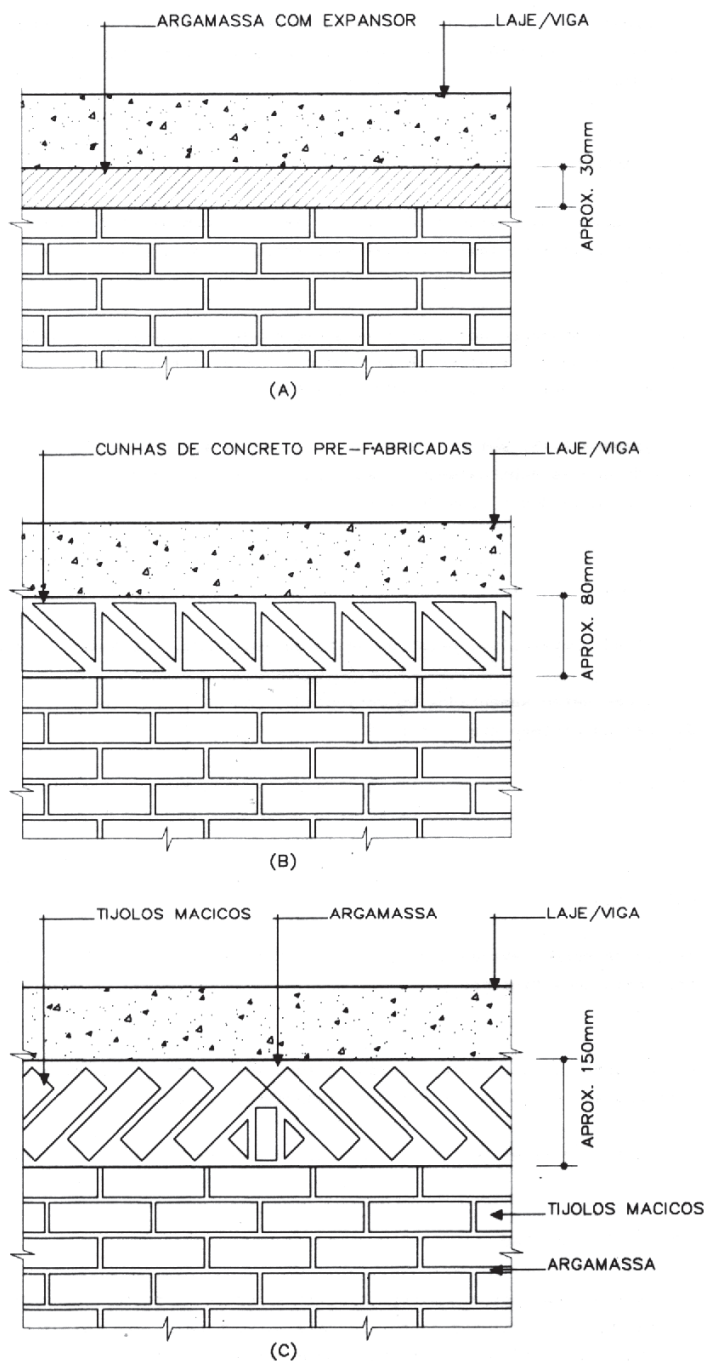 ARGAMASSA COM EXPANSOR
LAJE/VIGA
APROX. 30mm
(A)
CUNHAS DE CONCRETO PRE-FABRICADAS
LAJE/VIGA
APROX. 80mm
(B)
TIJOLOS MACICOS
ARGAMASSA
LAJE/VIGA
APROX. 150mm
TIJOLOS MACICOS
ARGAMASSA
(C)